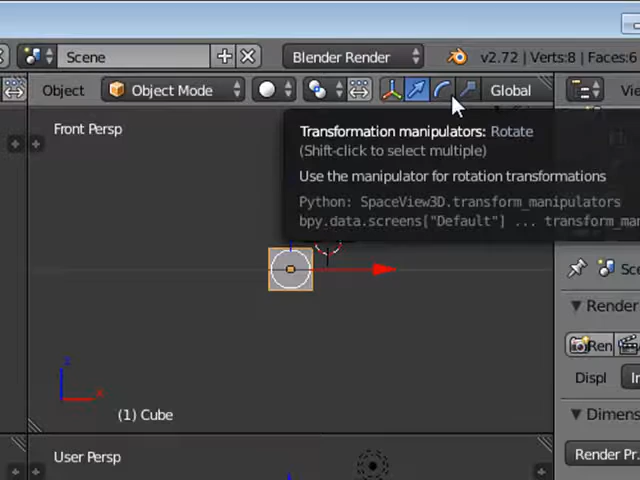 Scene
Blender Render
v2.72 | Verts:8 | Faces:6
Object
Object Mode
Global
Vie
Front Persp
Transformation manipulators: Rotate
(Shift-click to select multiple)
Use the manipulator for rotation transformations
Python: SpaceView3D.transform_manipulators
bpy.data.screens["Default"] ... transform_ma
Sce
Render
Ren
z
x
Displ
In
(1) Cube
Dimens
Render Pr.
User Persp